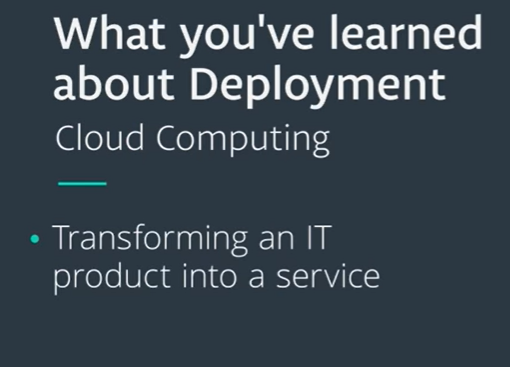 What you've learned
about Deployment
Cloud Computing
• Transforming an IT
product into a service